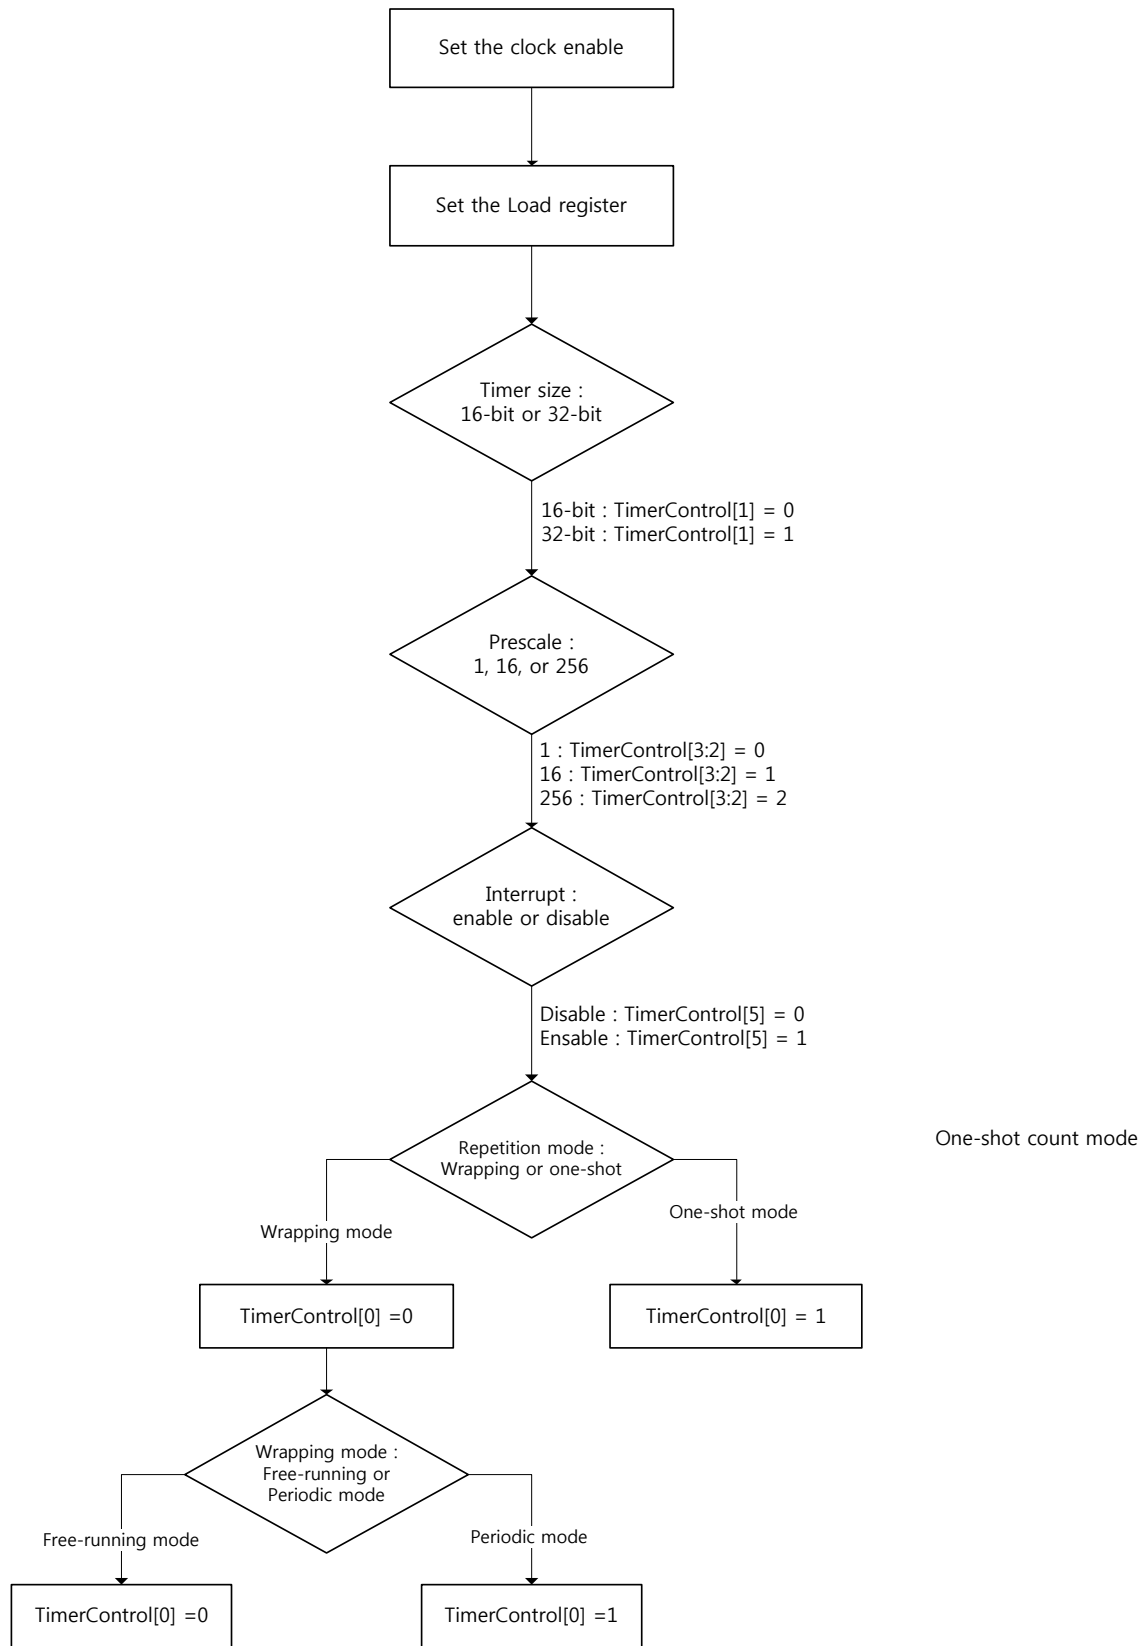 Set the clock enable
Set the Load register
Timer size :
16-bit or 32-bit
16-bit : TimerControl[1] = 0
32-bit : TimerControl[1] = 1
Prescale :
1, 16, or 256
1 : TimerControl[3:2] = 0
16 : TimerControl[3:2] = 1
256 : TimerControl[3:2] = 2
Interrupt :
enable or disable
Disable : TimerControl[5] = 0
Ensable : TimerControl[5] = 1
Repetition mode :
Wrapping or one-shot
One-shot count mode
Wrapping mode
One-shot mode
TimerControl[0] =0
TimerControl[0] = 1
Wrapping mode :
Free-running or
Periodic mode
Free-running mode
Periodic mode
TimerControl[0] =0
TimerControl[0] =1